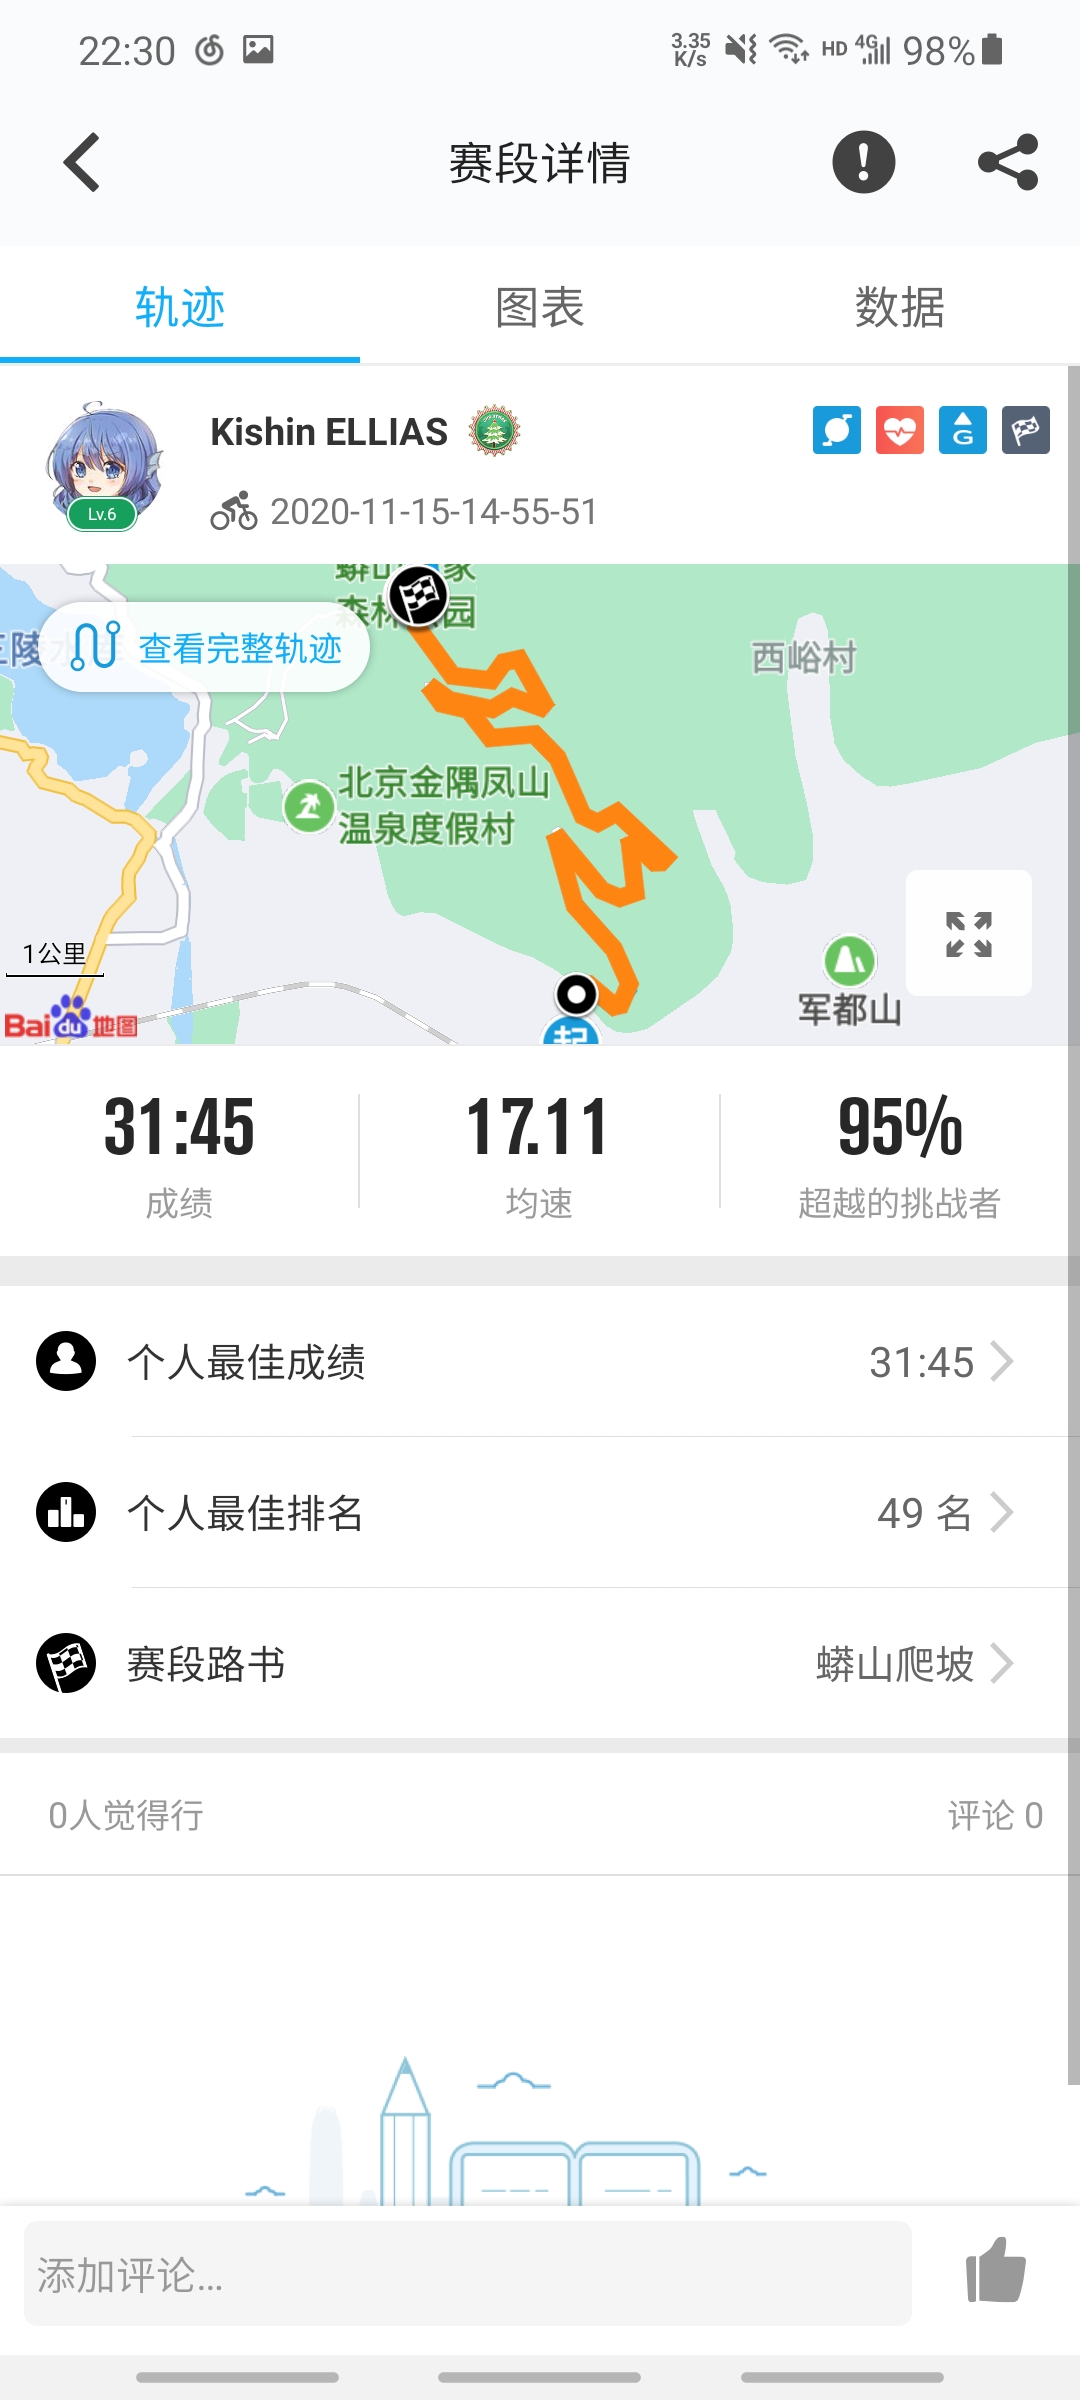 22:30
3.35 K/s HD 4G 98%
赛段详情
轨迹 图表 数据
Kishin ELLIAS
Lv.6
2020-11-15-14-55-51
查看完整轨迹
西峪村
北京金隅凤山
温泉度假村
1公里
军都山
Bai du 地图
起
31:45 17.11 95%
成绩 均速 超越的挑战者
个人最佳成绩 31:45
个人最佳排名 49 名
赛段路书 蟒山爬坡
0人觉得行 评论 0
添加评论...